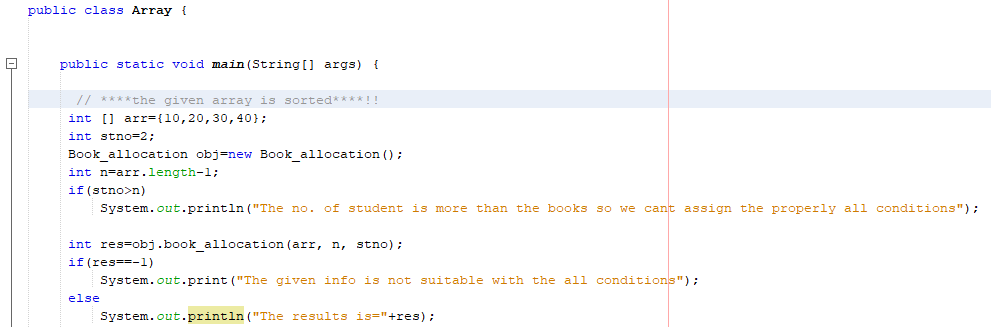 public class Array {
public static void main(String[] args) {
// ****the given array is sorted****!!
int [] arr={10,20,30,40};
int stno=2;
Book_allocation obj=new Book_allocation();
int n=arr.length-1;
if(stno>n)
System.out.println("The no. of student is more than the books so we cant assign the properly all conditions");
int res=obj.book_allocation(arr, n, stno);
if(res==-1)
System.out.print("The given info is not suitable with the all conditions");
else
System.out.println("The results is="+res);